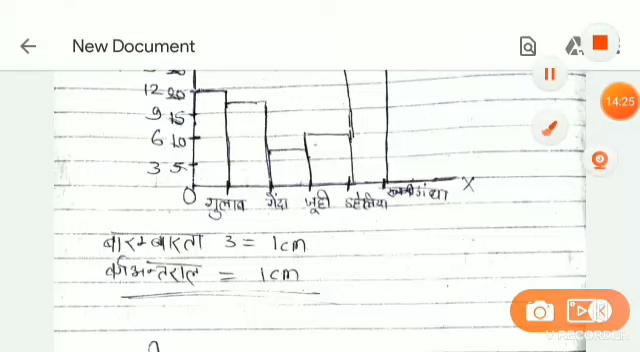 New Document
14:25
12 20
9 15
6 10
3 5
0 गुलाब गेंदा जूही डहेलिया X
बारम्बारता 3 = 1cm
वर्ग अन्तराल = 1cm
V RECORDER